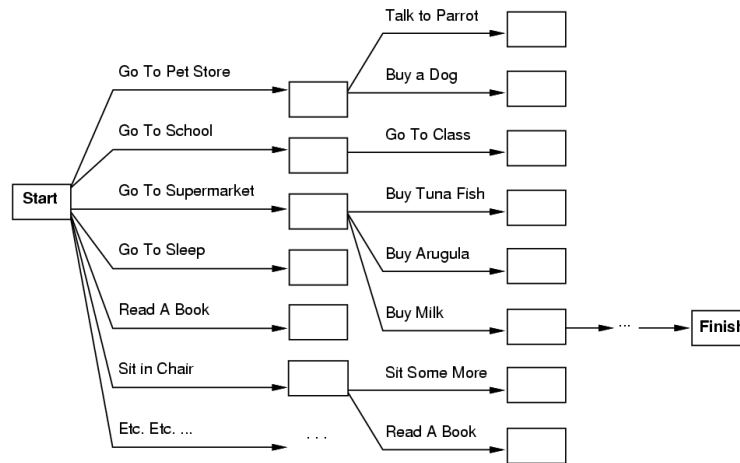 Talk to Parrot
Go To Pet Store
Buy a Dog
Go To School
Go To Class
Start
Go To Supermarket
Buy Tuna Fish
Go To Sleep
Buy Arugula
Read A Book
Buy Milk
...
Finish
Sit in Chair
Sit Some More
Etc. Etc. ...
. . .
Read A Book